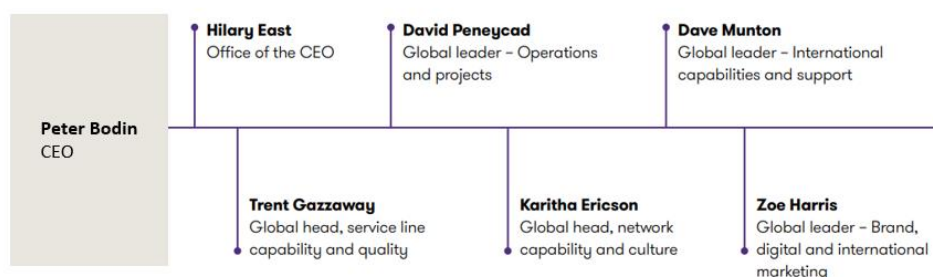 Peter Bodin
CEO
Hilary East
Office of the CEO
David Peneycad
Global leader – Operations
and projects
Dave Munton
Global leader – International
capabilities and support
Trent Gazzaway
Global head, service line
capability and quality
Karitha Ericson
Global head, network
capability and culture
Zoe Harris
Global leader – Brand,
digital and international
marketing